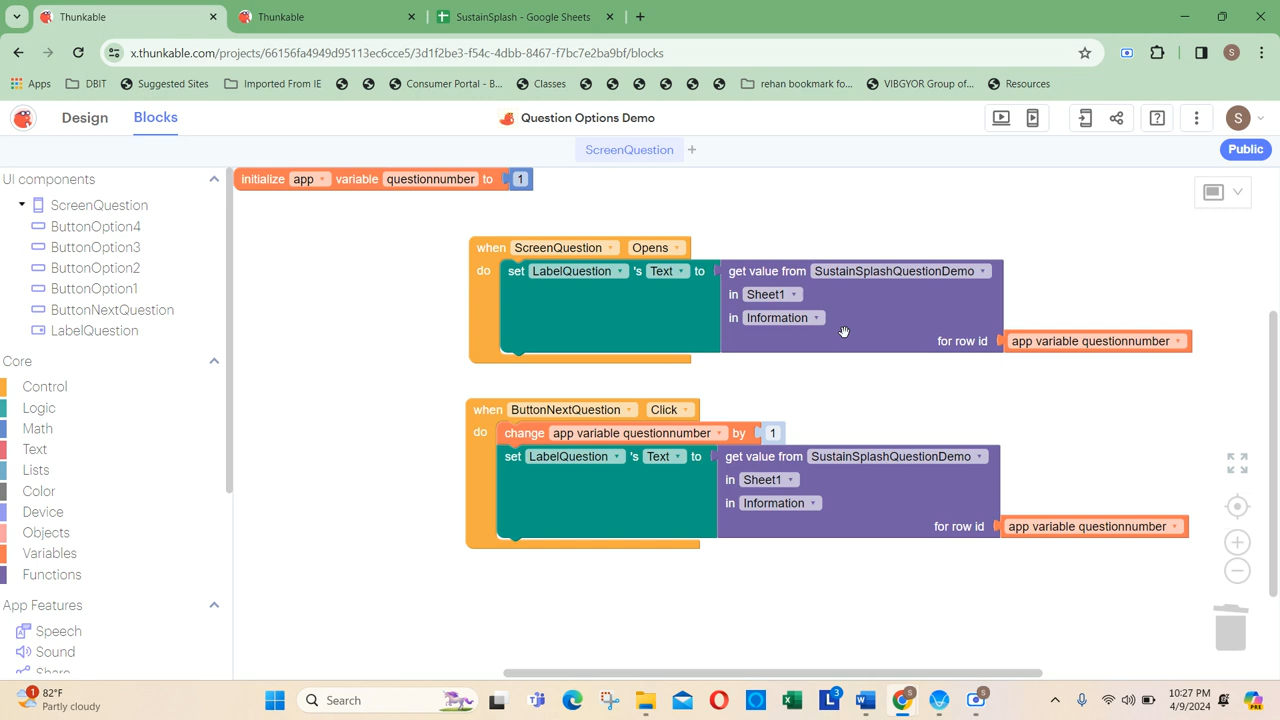 Thunkable
Thunkable
SustainSplash - Google Sheets
x.thunkable.com/projects/66156fa4949d95113ec6cce5/3d1f2be3-f54c-4dbb-8467-f7bc7e2ba9bf/blocks
S
Apps
DBIT
Suggested Sites
Imported From IE
Consumer Portal - B...
Classes
rehan bookmark fo...
VIBGYOR Group of...
Resources
Design
Blocks
Question Options Demo
S
ScreenQuestion
Public
UI components
ScreenQuestion
ButtonOption4
ButtonOption3
ButtonOption2
ButtonOption1
ButtonNextQuestion
LabelQuestion
Core
Control
Logic
Math
Text
Lists
Color
Device
Objects
Variables
Functions
App Features
Speech
Sound
Share
initialize app variable questionnumber to 1
when ScreenQuestion Opens
do set LabelQuestion 's Text to get value from SustainSplashQuestionDemo
in Sheet1
in Information
for row id app variable questionnumber
when ButtonNextQuestion Click
do change app variable questionnumber by 1
set LabelQuestion 's Text to get value from SustainSplashQuestionDemo
in Sheet1
in Information
for row id app variable questionnumber
1
82°F
Partly cloudy
Search
3
10:27 PM
4/9/2024